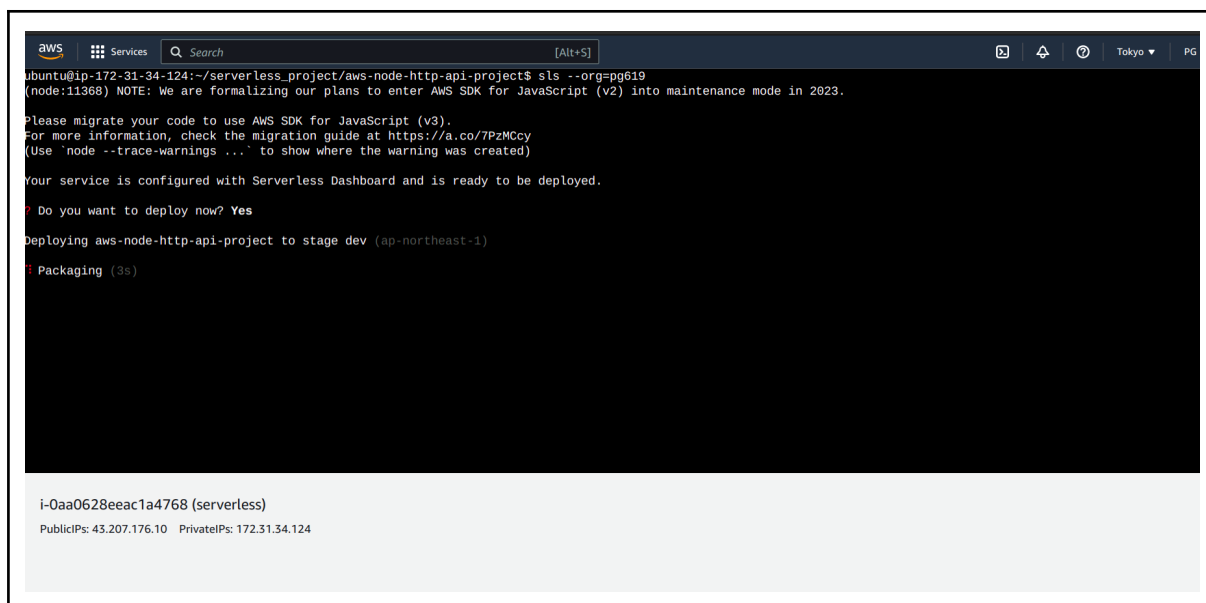 aws Services Search [Alt+S] Tokyo ▼ PG
ubuntu@ip-172-31-34-124:~/serverless_project/aws-node-http-api-project$ sls --org=pg619
(node:11368) NOTE: We are formalizing our plans to enter AWS SDK for JavaScript (v2) into maintenance mode in 2023.
Please migrate your code to use AWS SDK for JavaScript (v3).
For more information, check the migration guide at https://a.co/7PzMCcy
(Use `node --trace-warnings ...` to show where the warning was created)
Your service is configured with Serverless Dashboard and is ready to be deployed.
? Do you want to deploy now? Yes
Deploying aws-node-http-api-project to stage dev (ap-northeast-1)
Packaging (3s)
i-0aa0628eeac1a4768 (serverless)
PublicIPs: 43.207.176.10 PrivateIPs: 172.31.34.124